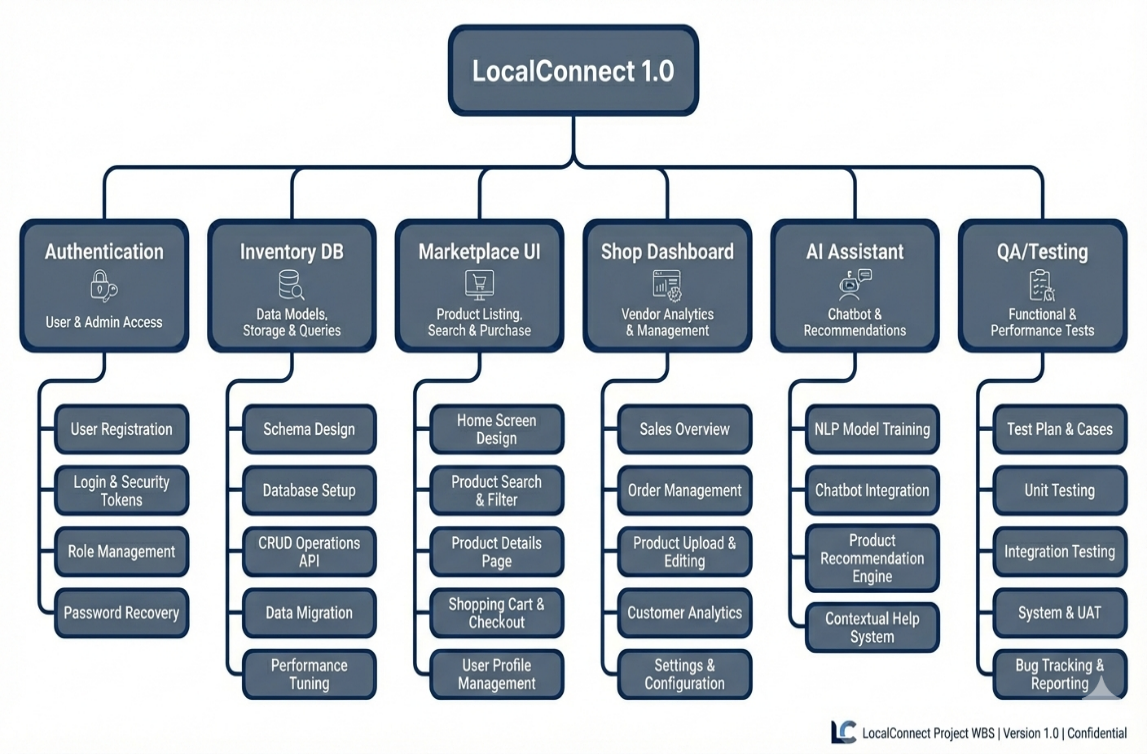 LocalConnect 1.0
Authentication
User & Admin Access
User Registration
Login & Security
Tokens
Role Management
Password Recovery
Inventory DB
Data Models,
Storage & Queries
Schema Design
Database Setup
CRUD Operations
API
Data Migration
Performance
Tuning
Marketplace UI
Product Listing,
Search & Purchase
Home Screen
Design
Product Search
& Filter
Product Details
Page
Shopping Cart &
Checkout
User Profile
Management
Shop Dashboard
Vendor Analytics
& Management
Sales Overview
Order Management
Product Upload &
Editing
Customer Analytics
Settings &
Configuration
AI Assistant
Chatbot &
Recommendations
NLP Model Training
Chatbot Integration
Product
Recommendation
Engine
Contextual Help
System
QA/Testing
Functional &
Performance Tests
Test Plan & Cases
Unit Testing
Integration Testing
System & UAT
Bug Tracking &
Reporting
LC LocalConnect Project WBS | Version 1.0 | Confidential